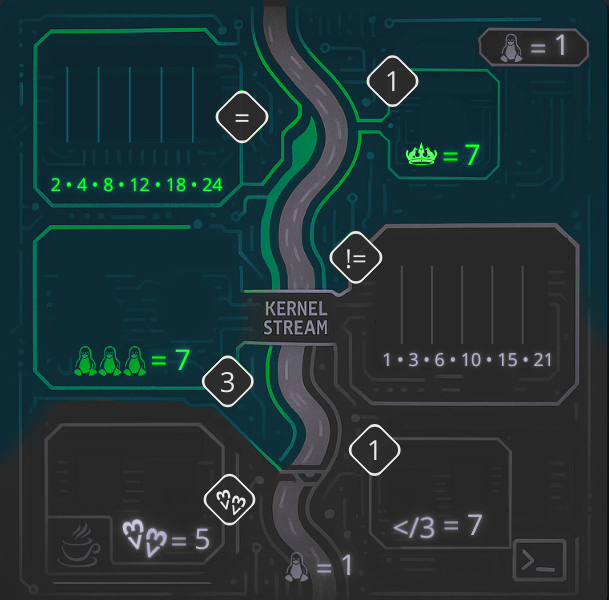 = 1
1
=
= 7
2 • 4 • 8 • 12 • 18 • 24
!=
KERNEL
STREAM
= 7
1 • 3 • 6 • 10 • 15 • 21
3
1
</3 = 7
= 5
>_
= 1